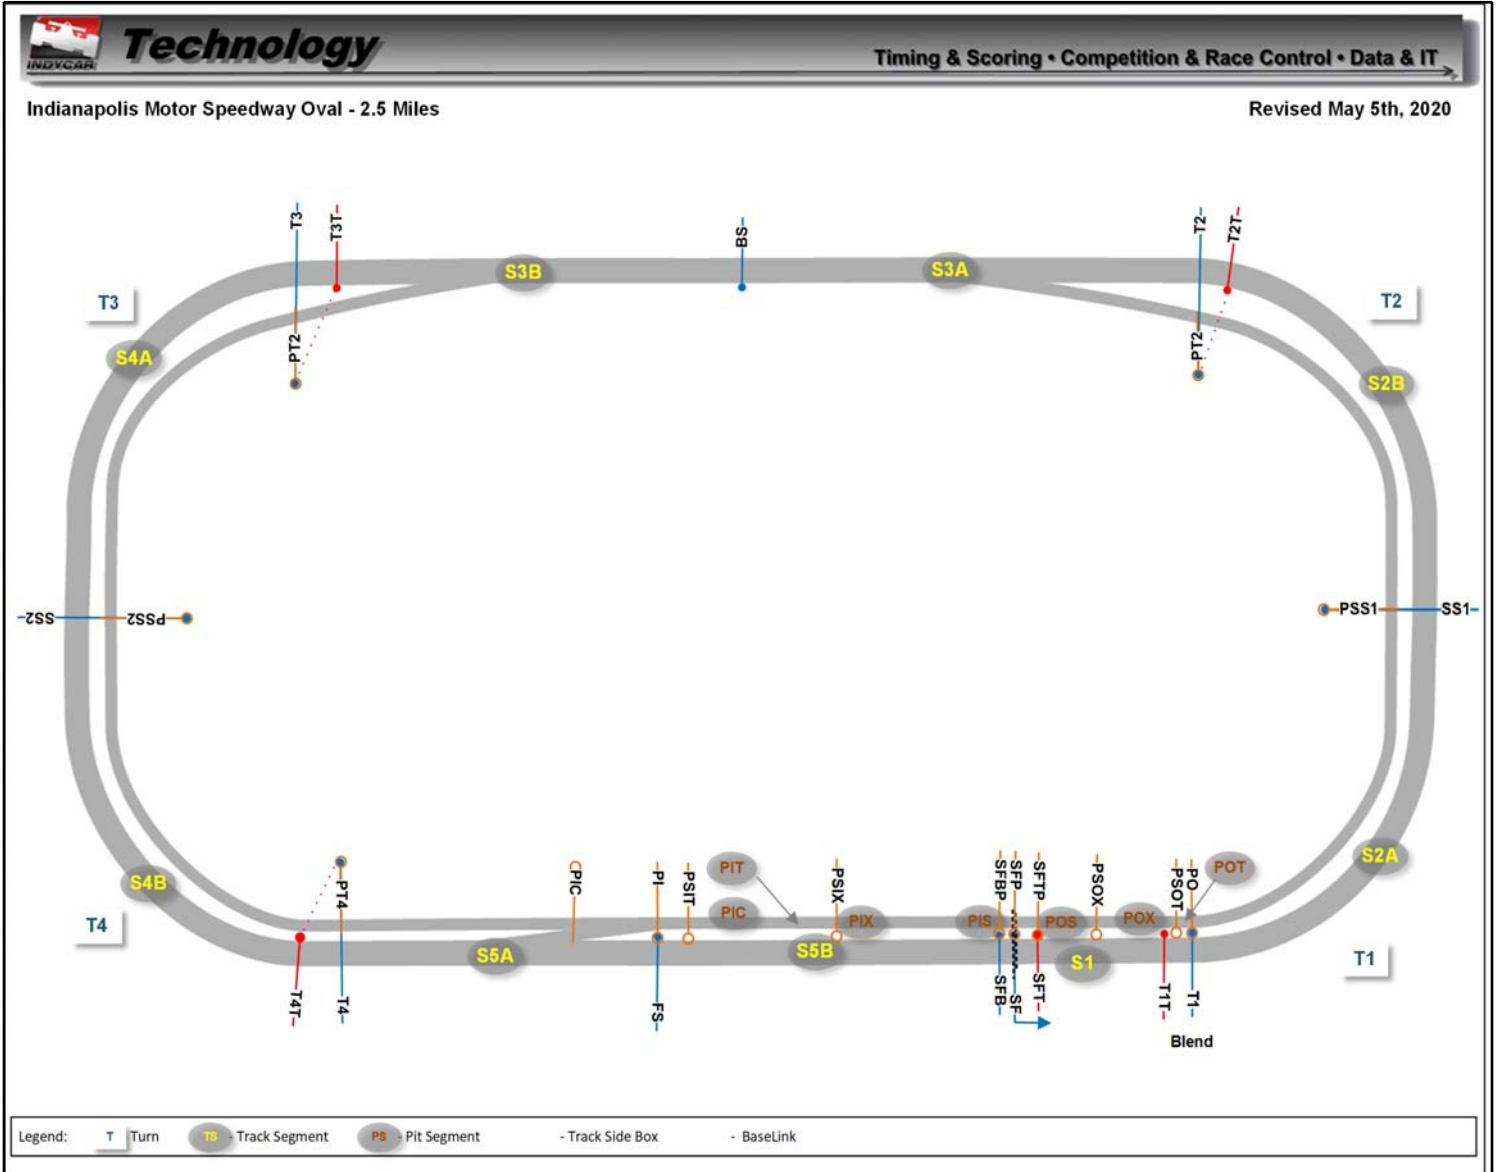 INDYCAR
Technology
Timing & Scoring • Competition & Race Control • Data & IT
Indianapolis Motor Speedway Oval - 2.5 Miles
Revised May 5th, 2020
T3
T3T
BS
T2
T2T
S3B
S3A
T3
T2
PT2
PT2
S4A
S2B
SS2
PSS2
PSS1
SS1
S4B
S2A
T4
T1
PT4
PIC
PI
PSIT
PIT
PIC
PSIX
PIX
PIS
SFBP
SFP
SFTP
POS
PSOX
POX
PSOT
PO
POT
S5A
S5B
S1
T4T
T4
FS
SFB
SF
SFT
T1T
T1
Blend
Legend:
T Turn
TS - Track Segment
PS - Pit Segment
- Track Side Box
- BaseLink